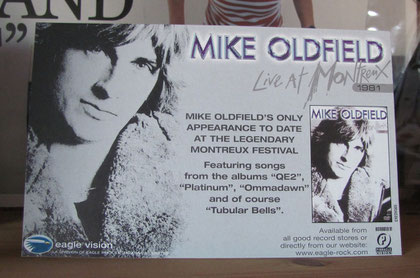 AND
MIKE OLDFIELD
Live At Montreux
1981
MIKE OLDFIELD'S ONLY
APPEARANCE TO DATE
AT THE LEGENDARY
MONTREUX FESTIVAL
Featuring songs
from the albums “QE2”,
“Platinum”, “Ommadawn”
and of course
“Tubular Bells”.
MIKE OLDFIELD
Available from
all good record stores or
directly from our website:
www.eagle-rock.com
eagle vision